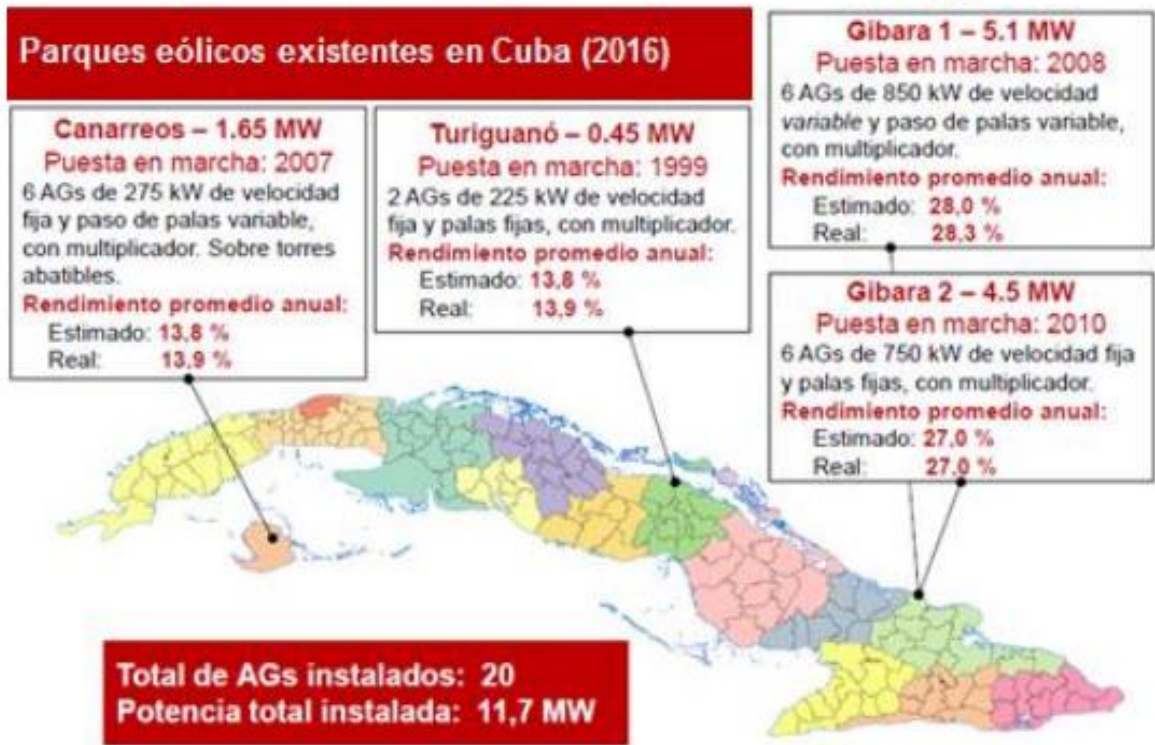 Parques eólicos existentes en Cuba (2016)
Canarreos – 1.65 MW
Puesta en marcha: 2007
6 AGs de 275 kW de velocidad
fija y paso de palas variable,
con multiplicador. Sobre torres
abatibles.
Rendimiento promedio anual:
Estimado: 13.8 %
Real: 13,9 %
Turiguanó – 0.45 MW
Puesta en marcha: 1999
2 AGs de 225 kW de velocidad
fija y palas fijas, con multiplicador.
Rendimiento promedio anual:
Estimado: 13,8 %
Real: 13,9 %
Gibara 1 – 5.1 MW
Puesta en marcha: 2008
6 AGs de 850 kW de velocidad
variable y paso de palas variable,
con multiplicador.
Rendimiento promedio anual:
Estimado: 28,0 %
Real: 28,3 %
Gibara 2 – 4.5 MW
Puesta en marcha: 2010
6 AGs de 750 kW de velocidad fija
y palas fijas, con multiplicador.
Rendimiento promedio anual:
Estimado: 27,0 %
Real: 27,0 %
Total de AGs instalados: 20
Potencia total instalada: 11,7 MW